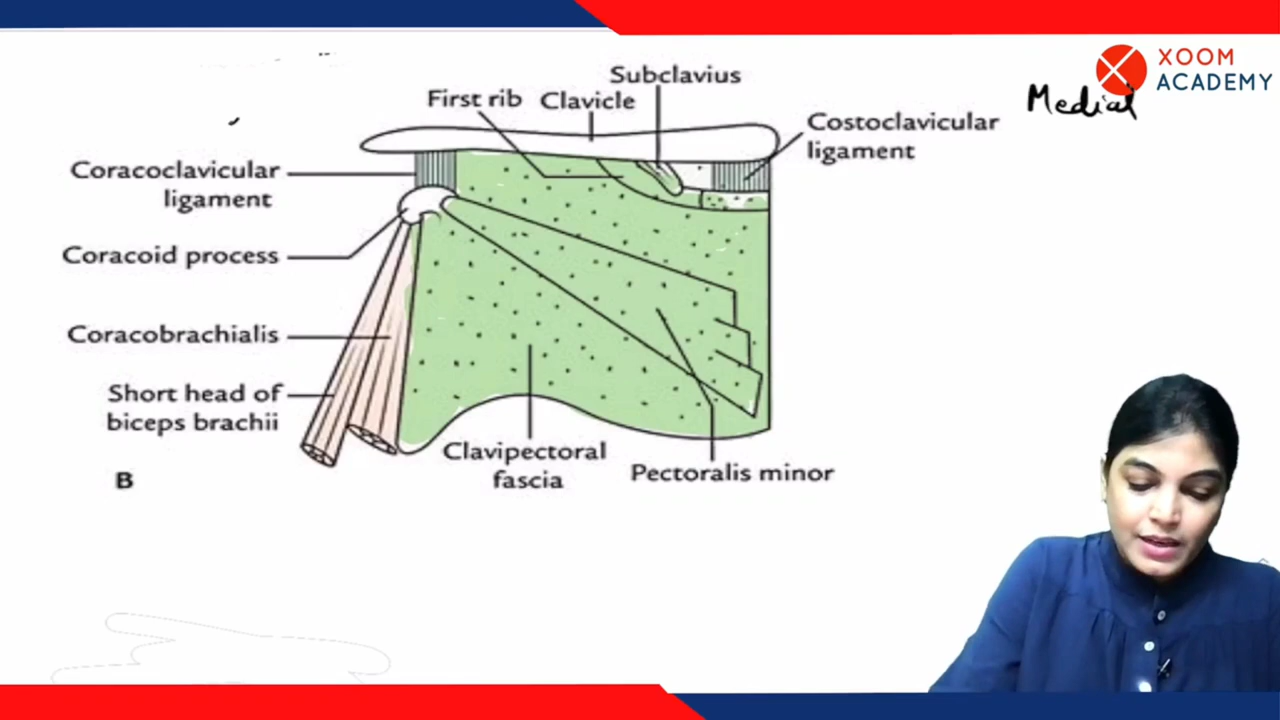 Subclavius
First rib
Clavicle
XOOM
ACADEMY
Medial
Costoclavicular
ligament
Coracoclavicular
ligament
Coracoid process
Coracobrachialis
Short head of
biceps brachii
Clavipectoral
fascia
Pectoralis minor
B